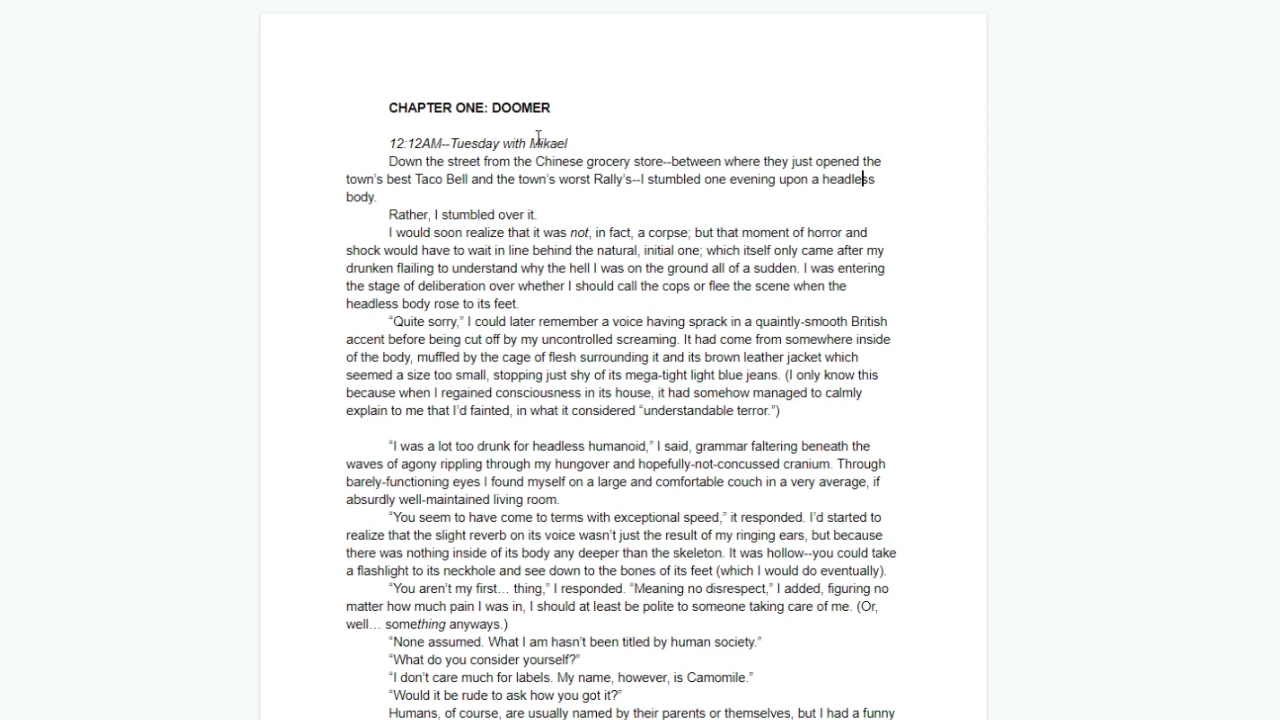 CHAPTER ONE: DOOMER
12:12AM--Tuesday with Mikael
Down the street from the Chinese grocery store--between where they just opened the
town's best Taco Bell and the town's worst Rally's--I stumbled one evening upon a headless
body.
Rather, I stumbled over it.
I would soon realize that it was not, in fact, a corpse; but that moment of horror and
shock would have to wait in line behind the natural, initial one; which itself only came after my
drunken flailing to understand why the hell I was on the ground all of a sudden. I was entering
the stage of deliberation over whether I should call the cops or flee the scene when the
headless body rose to its feet.
“Quite sorry,” I could later remember a voice having sprack in a quaintly-smooth British
accent before being cut off by my uncontrolled screaming. It had come from somewhere inside
of the body, muffled by the cage of flesh surrounding it and its brown leather jacket which
seemed a size too small, stopping just shy of its mega-tight light blue jeans. (I only know this
because when I regained consciousness in its house, it had somehow managed to calmly
explain to me that I'd fainted, in what it considered “understandable terror.”)
“I was a lot too drunk for headless humanoid,” I said, grammar faltering beneath the
waves of agony rippling through my hungover and hopefully-not-concussed cranium. Through
barely-functioning eyes I found myself on a large and comfortable couch in a very average, if
absurdly well-maintained living room.
“You seem to have come to terms with exceptional speed,” it responded. I'd started to
realize that the slight reverb on its voice wasn't just the result of my ringing ears, but because
there was nothing inside of its body any deeper than the skeleton. It was hollow--you could take
a flashlight to its neckhole and see down to the bones of its feet (which I would do eventually).
“You aren't my first… thing,” I responded. “Meaning no disrespect,” I added, figuring no
matter how much pain I was in, I should at least be polite to someone taking care of me. (Or,
well… something anyways.)
“None assumed. What I am hasn't been titled by human society.”
“What do you consider yourself?”
“I don't care much for labels. My name, however, is Camomile.”
“Would it be rude to ask how you got it?”
Humans, of course, are usually named by their parents or themselves, but I had a funny